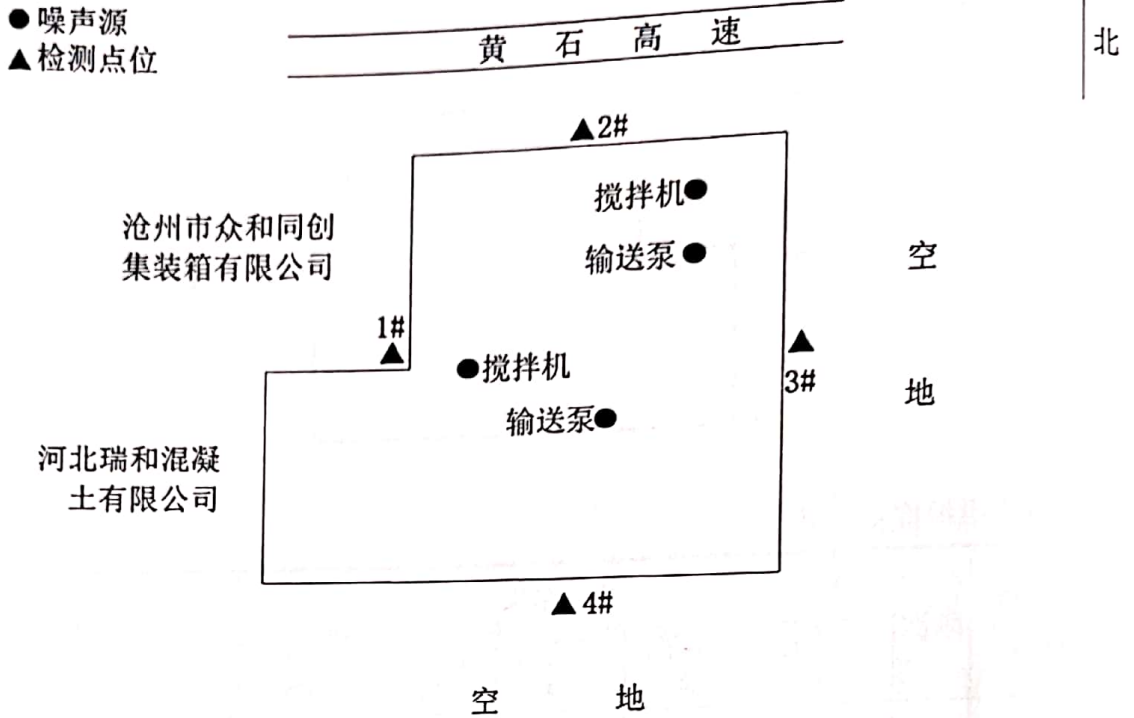 ●噪声源
▲检测点位
黄石高速
北
▲2#
搅拌机●
输送泵●
沧州市众和同创
集装箱有限公司
空
地
1#
▲
▲
3#
●搅拌机
输送泵●
河北瑞和混凝
土有限公司
▲4#
空地